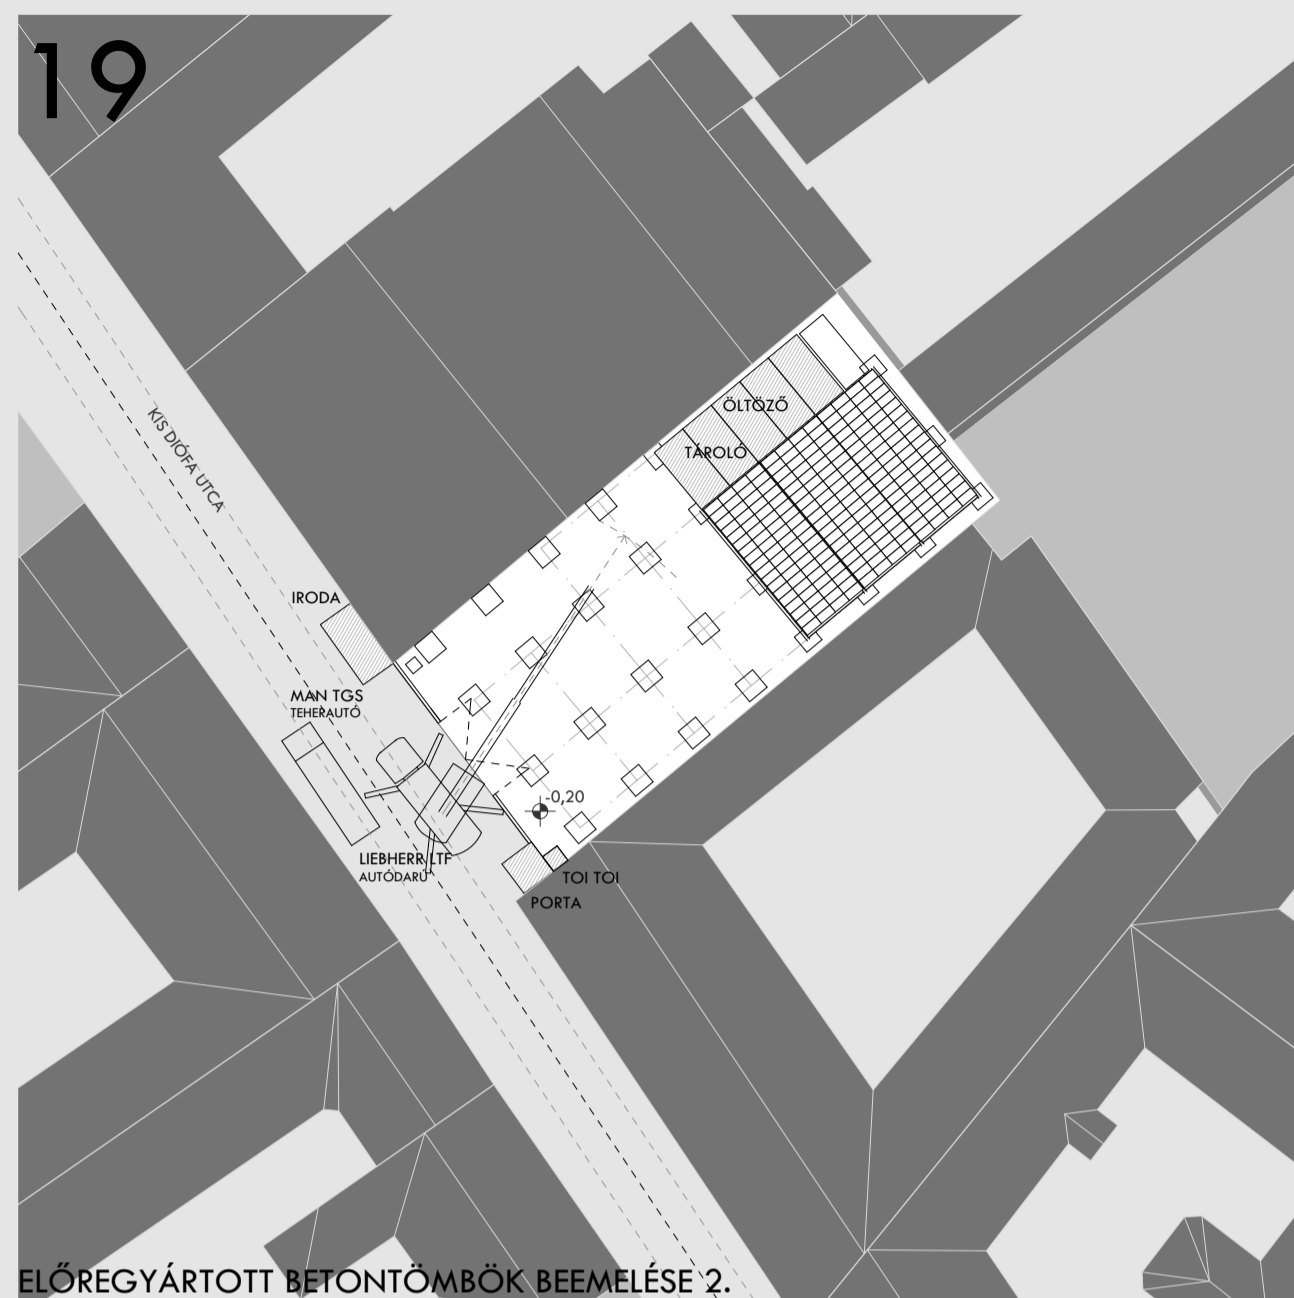 19
KIS DIÓFA UTCA
ÖLTÖZŐ
TÁROLÓ
IRODA
MAN TGS
TEHERAUTÓ
-0,20
LIEBHERR LTF
AUTÓDARÚ
TOI TOI
PORTA
ELŐREGYÁRTOTT BETONTÖMBÖK BEEMELÉSE 2.